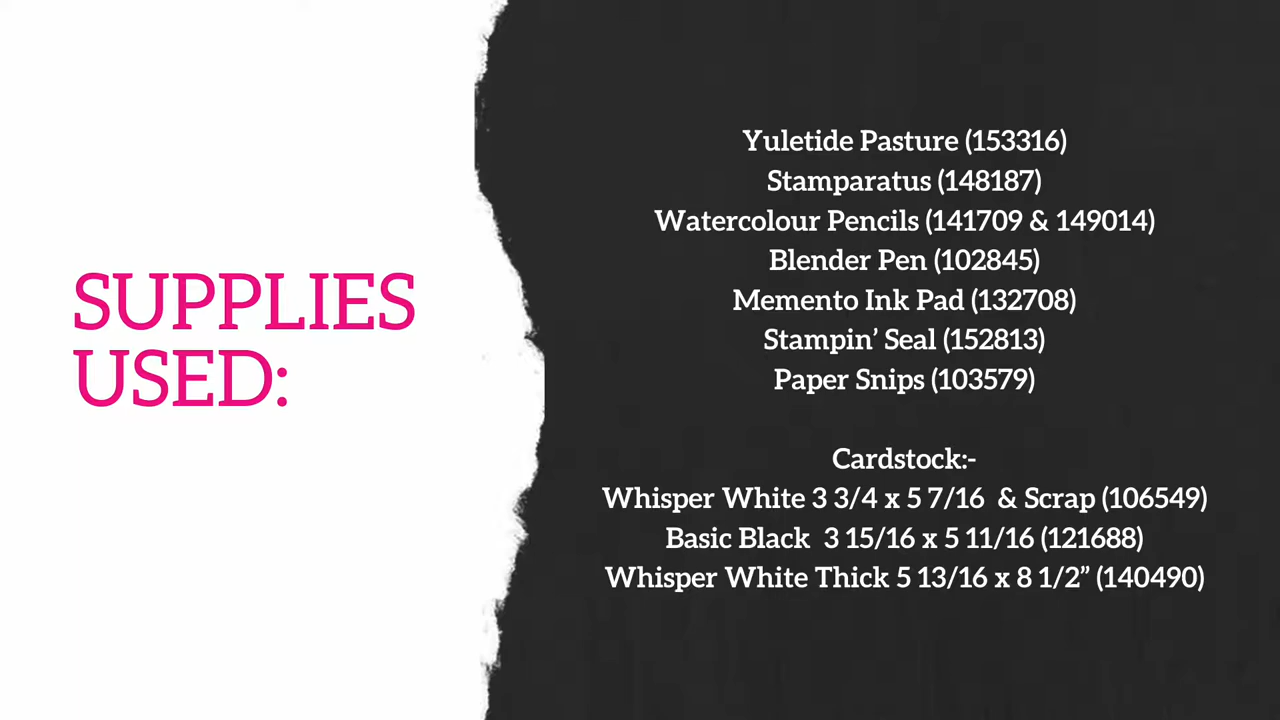 SUPPLIES
USED:
Yuletide Pasture (153316)
Stamparatus (148187)
Watercolour Pencils (141709 & 149014)
Blender Pen (102845)
Memento Ink Pad (132708)
Stampin’ Seal (152813)
Paper Snips (103579)
Cardstock:-
Whisper White 3 3/4 x 5 7/16 & Scrap (106549)
Basic Black 3 15/16 x 5 11/16 (121688)
Whisper White Thick 5 13/16 x 8 1/2” (140490)